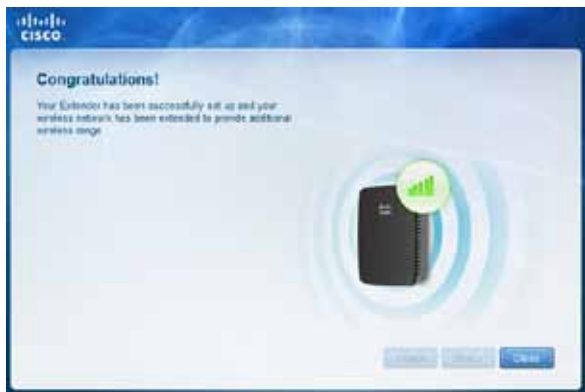 CISCO
Congratulations!
Your Extender has been successfully set up and your
wireless network has been extended to provide additional
wireless range
Close